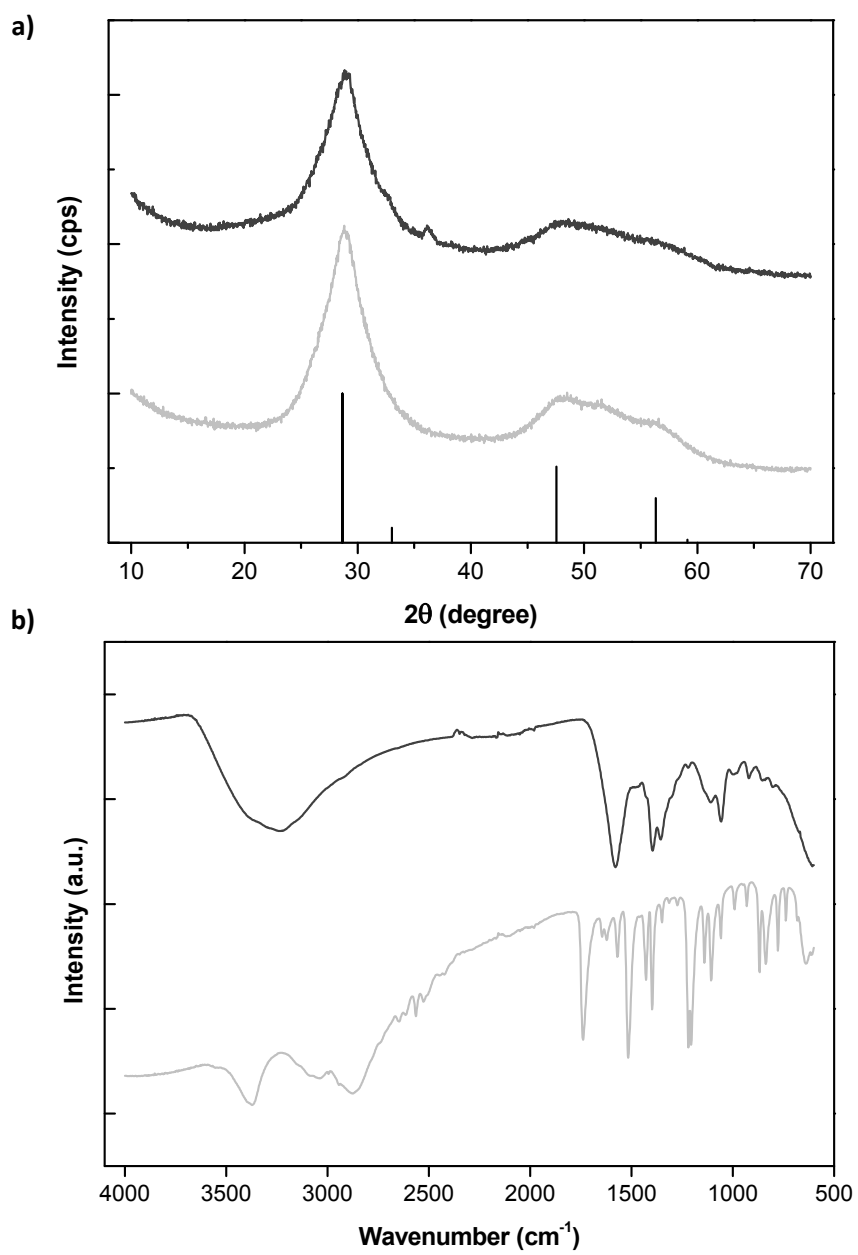 a)
Intensity (cps)
10 20 30 40 50 60 70
2θ (degree)
b)
Intensity (a.u.)
4000 3500 3000 2500 2000 1500 1000 500
Wavenumber (cm⁻¹)